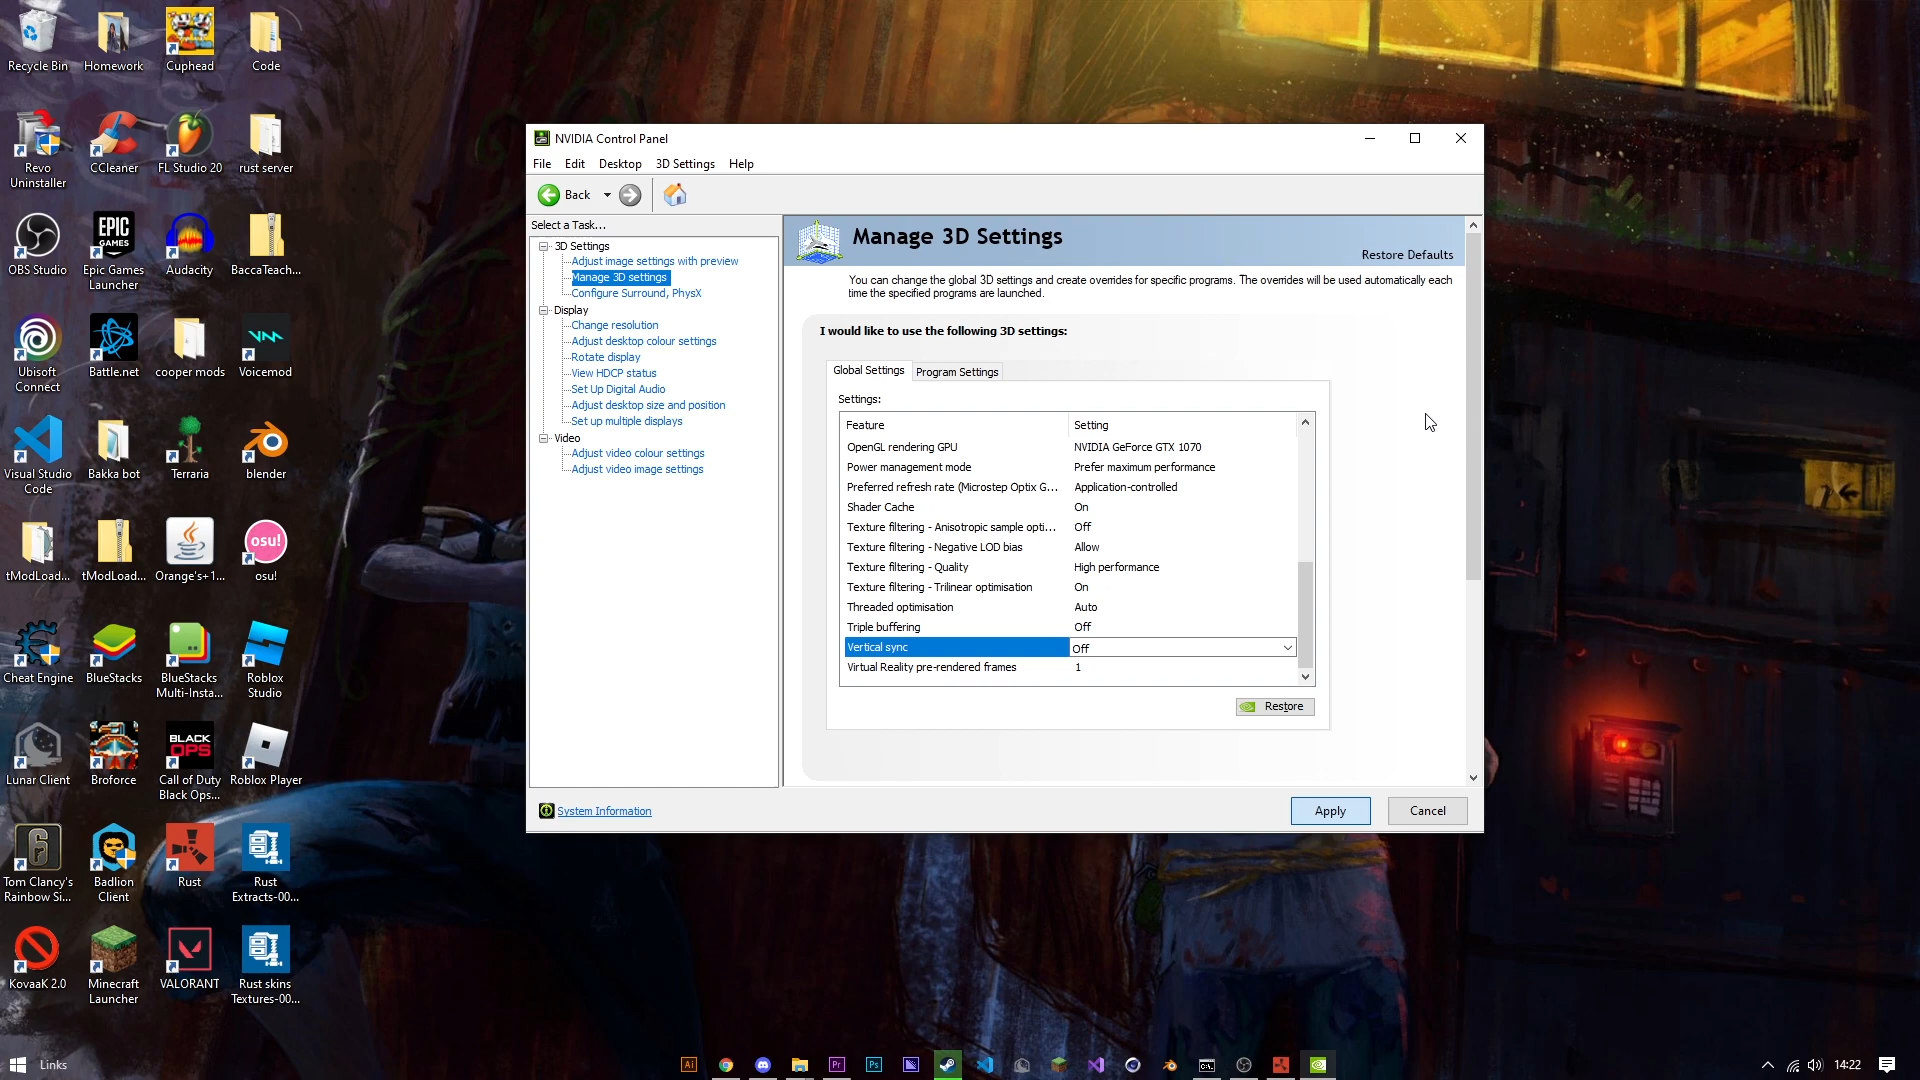 Recycle Bin
Homework
Cuphead
Code
Revo
Uninstaller
CCleaner
FL Studio 20
rust server
OBS Studio
EPIC
GAMES
Epic Games
Launcher
Audacity
BaccaTeach...
Ubisoft
Connect
Battle.net
cooper mods
Voicemod
Visual Studio
Code
Bakka bot
Terraria
blender
tModLoad...
tModLoad...
Orange's+1...
osu!
osu!
Cheat Engine
BlueStacks
BlueStacks
Multi-Insta...
Roblox
Studio
Lunar Client
Broforce
BLACK
OPS
Call of Duty
Black Ops...
Roblox Player
Tom Clancy's
Rainbow Si...
Badlion
Client
Rust
Rust
Extracts-00...
KovaaK 2.0
Minecraft
Launcher
VALORANT
Rust skins
Textures-00...
NVIDIA Control Panel
File
Edit
Desktop
3D Settings
Help
Back
Select a Task...
3D Settings
Adjust image settings with preview
Manage 3D settings
Configure Surround, PhysX
Display
Change resolution
Adjust desktop colour settings
Rotate display
View HDCP status
Set Up Digital Audio
Adjust desktop size and position
Set up multiple displays
Video
Adjust video colour settings
Adjust video image settings
System Information
Manage 3D Settings
Restore Defaults
You can change the global 3D settings and create overrides for specific programs. The overrides will be used automatically each
time the specified programs are launched.
I would like to use the following 3D settings:
Global Settings
Program Settings
Settings:
Feature Setting
OpenGL rendering GPU NVIDIA GeForce GTX 1070
Power management mode Prefer maximum performance
Preferred refresh rate (Microstep Optix G... Application-controlled
Shader Cache On
Texture filtering - Anisotropic sample opti... Off
Texture filtering - Negative LOD bias Allow
Texture filtering - Quality High performance
Texture filtering - Trilinear optimisation On
Threaded optimisation Auto
Triple buffering Off
Vertical sync Off
Virtual Reality pre-rendered frames 1
Restore
Apply
Cancel
Links
Ai
Pr
Ps
14:22